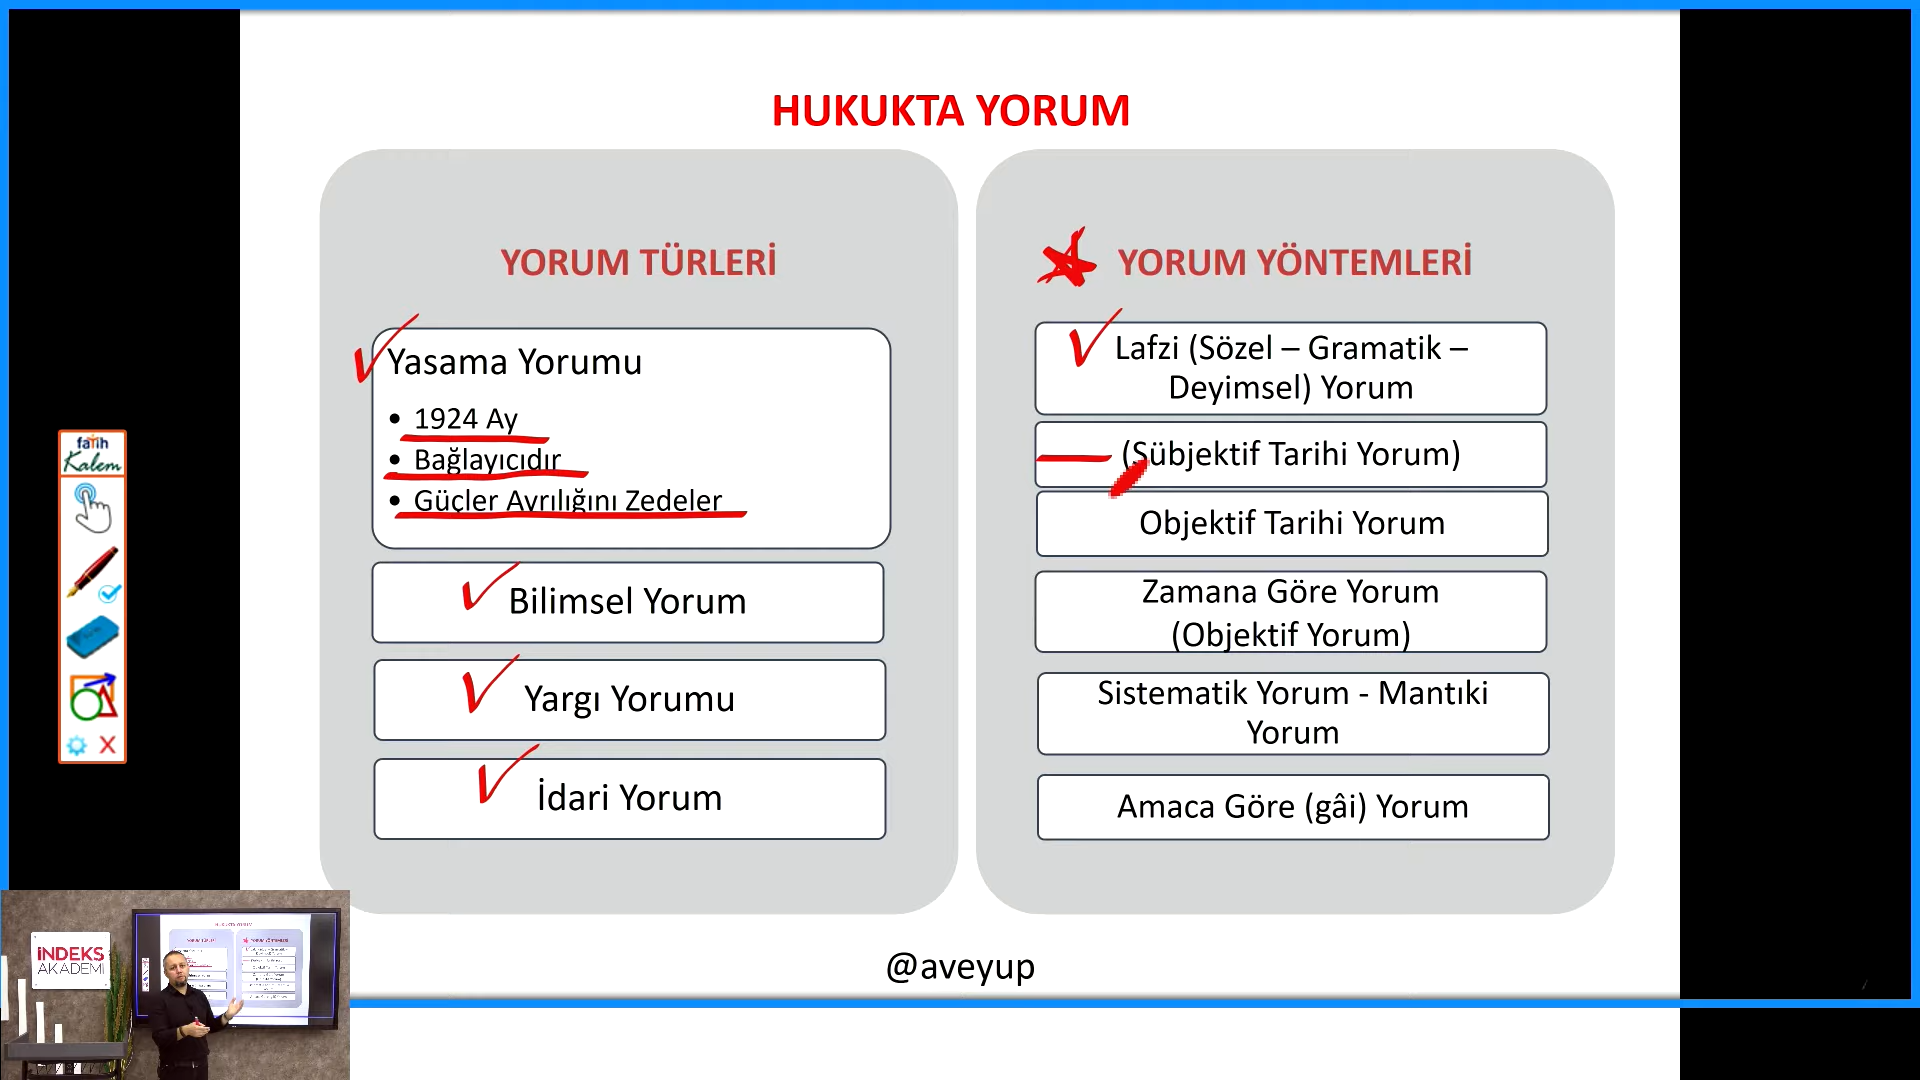 HUKUKTA YORUM
YORUM TÜRLERİ
Yasama Yorumu
• 1924 Ay
• Bağlayıcıdır
• Güçler Ayrılığını Zedeler
Bilimsel Yorum
Yargı Yorumu
İdari Yorum
YORUM YÖNTEMLERİ
Lafzi (Sözel – Gramatik –
Deyimsel) Yorum
(Sübjektif Tarihi Yorum)
Objektif Tarihi Yorum
Zamana Göre Yorum
(Objektif Yorum)
Sistematik Yorum - Mantıki
Yorum
Amaca Göre (gâi) Yorum
@aveyup
fatih
Kalem
İNDEKS
AKADEMİ
HUKUKTA YORUM